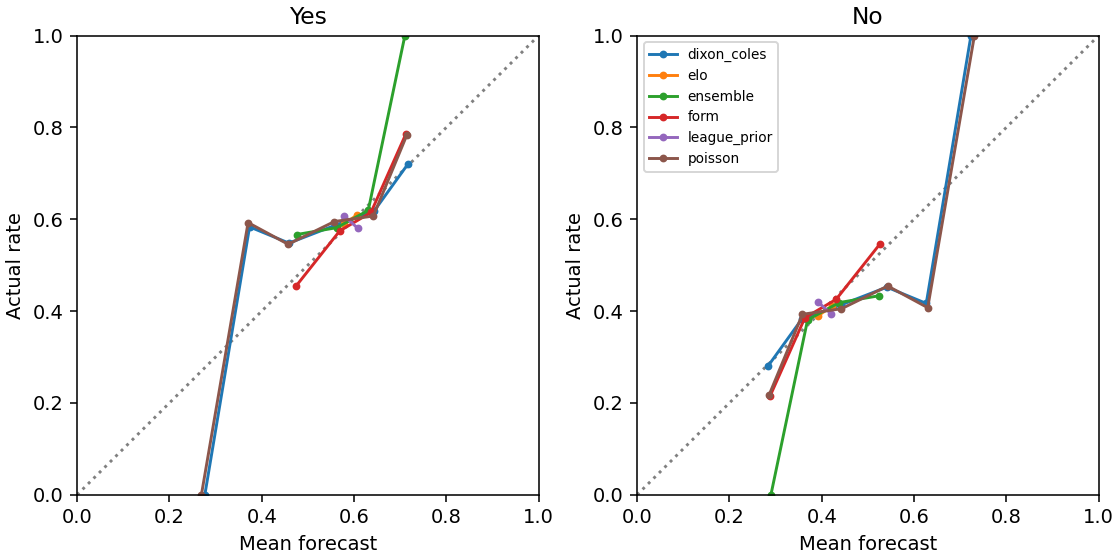 Yes
1.0
0.8
0.6
0.4
0.2
0.0
Actual rate
0.0 0.2 0.4 0.6 0.8 1.0
Mean forecast
No
dixon_coles
elo
ensemble
form
league_prior
poisson
1.0
0.8
0.6
0.4
0.2
0.0
Actual rate
0.0 0.2 0.4 0.6 0.8 1.0
Mean forecast